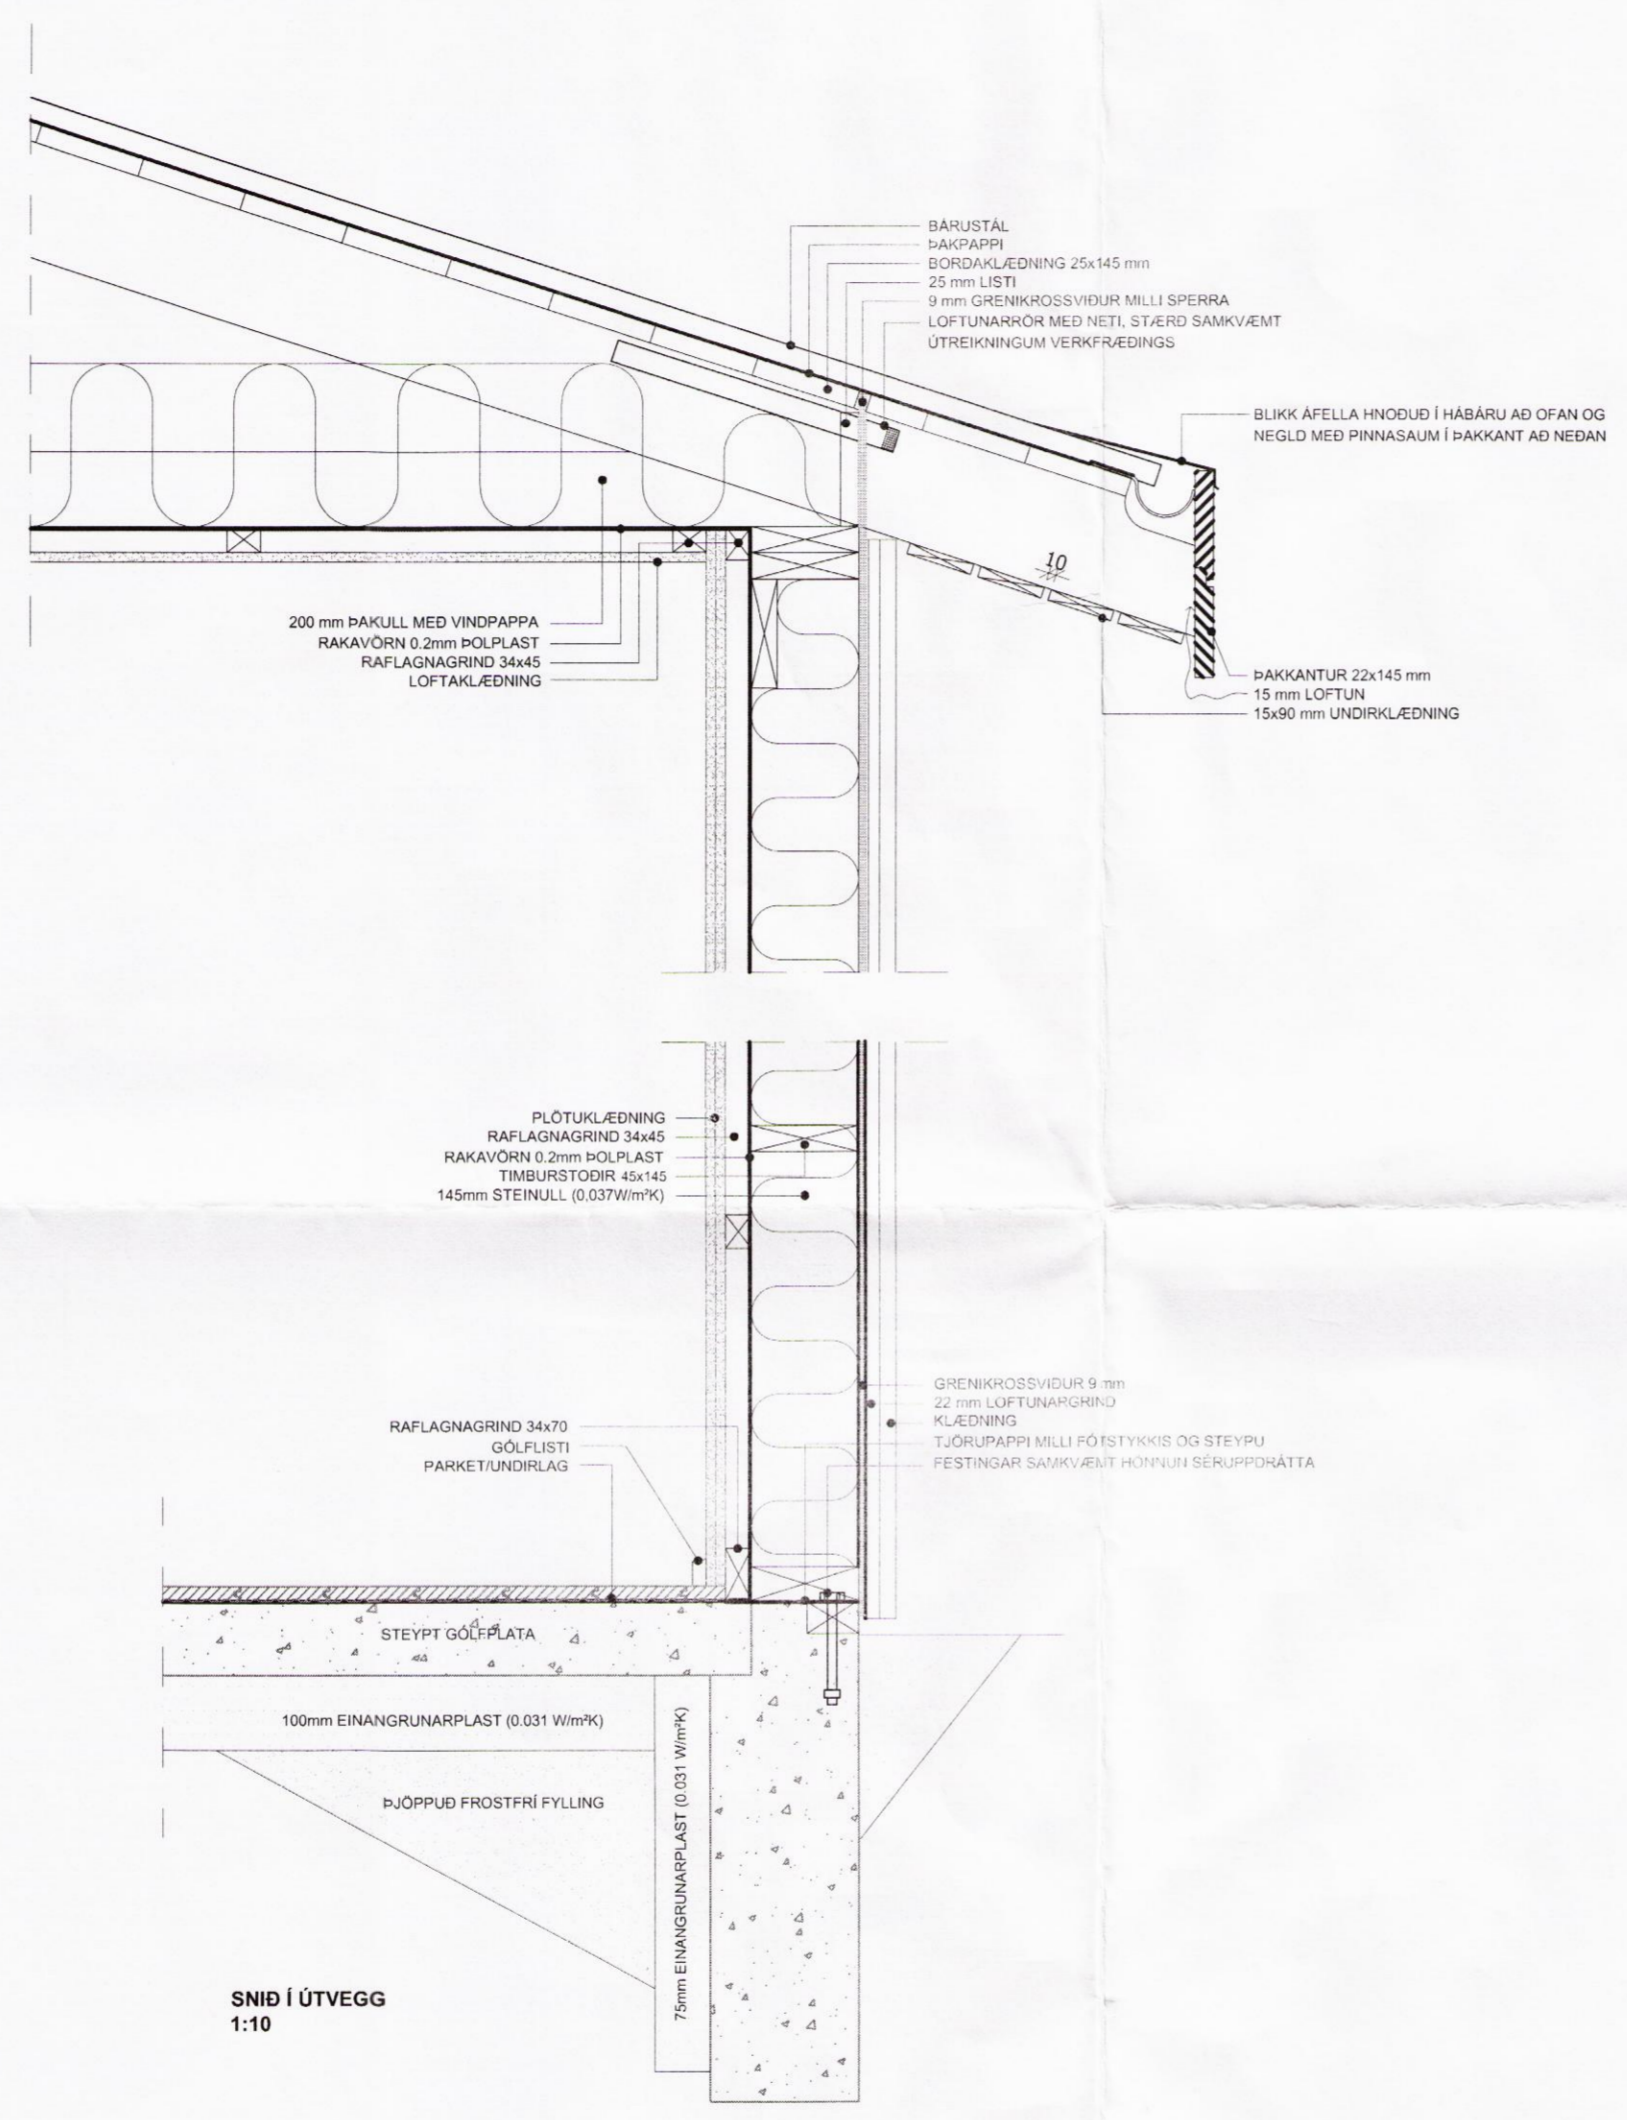 BÁRUSTÁL
ÞAKPAPPI
BORÐAKLÆÐNING 25x145 mm
25 mm LISTI
9 mm GRENIKROSSVIÐUR MILLI SPERRA
LOFTUNARRÖR MEÐ NETI, STÆRÐ SAMKVÆMT
ÚTREIKNINGUM VERKFRÆÐINGS
BLIKK ÁFELLA HNOÐUÐ Í HÁBÁRU AÐ OFAN OG
NEGLD MEÐ PINNASAUM Í ÞAKKANT AÐ NEÐAN
10
200 mm ÞAKULL MEÐ VINDPAPPA
RAKAVÖRN 0.2mm ÞOLPLAST
RAFLAGNAGRIND 34x45
LOFTAKLÆÐNING
ÞAKKANTUR 22x145 mm
15 mm LOFTUN
15x90 mm UNDIRKLÆÐNING
PLÖTUKLÆÐNING
RAFLAGNAGRIND 34x45
RAKAVÖRN 0.2mm ÞOLPLAST
TIMBURSTOÐIR 45x145
145mm STEINULL (0,037W/m²K)
GRENIKROSSVIÐUR 9 mm
22 mm LOFTUNARGRIND
KLÆÐNING
TJÖRUPAPPI MILLI FÓTSTYKKIS OG STEYPU
FESTINGAR SAMKVÆMT HÖNNUN SÉRUPPDRÁTTA
RAFLAGNAGRIND 34x70
GÓLFLISTI
PARKET/UNDIRLAG
STEYPT GÓLFPLATA
100mm EINANGRUNARPLAST (0.031 W/m²K)
ÞJÖPPUÐ FROSTFRÍ FYLLING
75mm EINANGRUNARPLAST (0.031 W/m²K)
SNIÐ Í ÚTVEGG
1:10